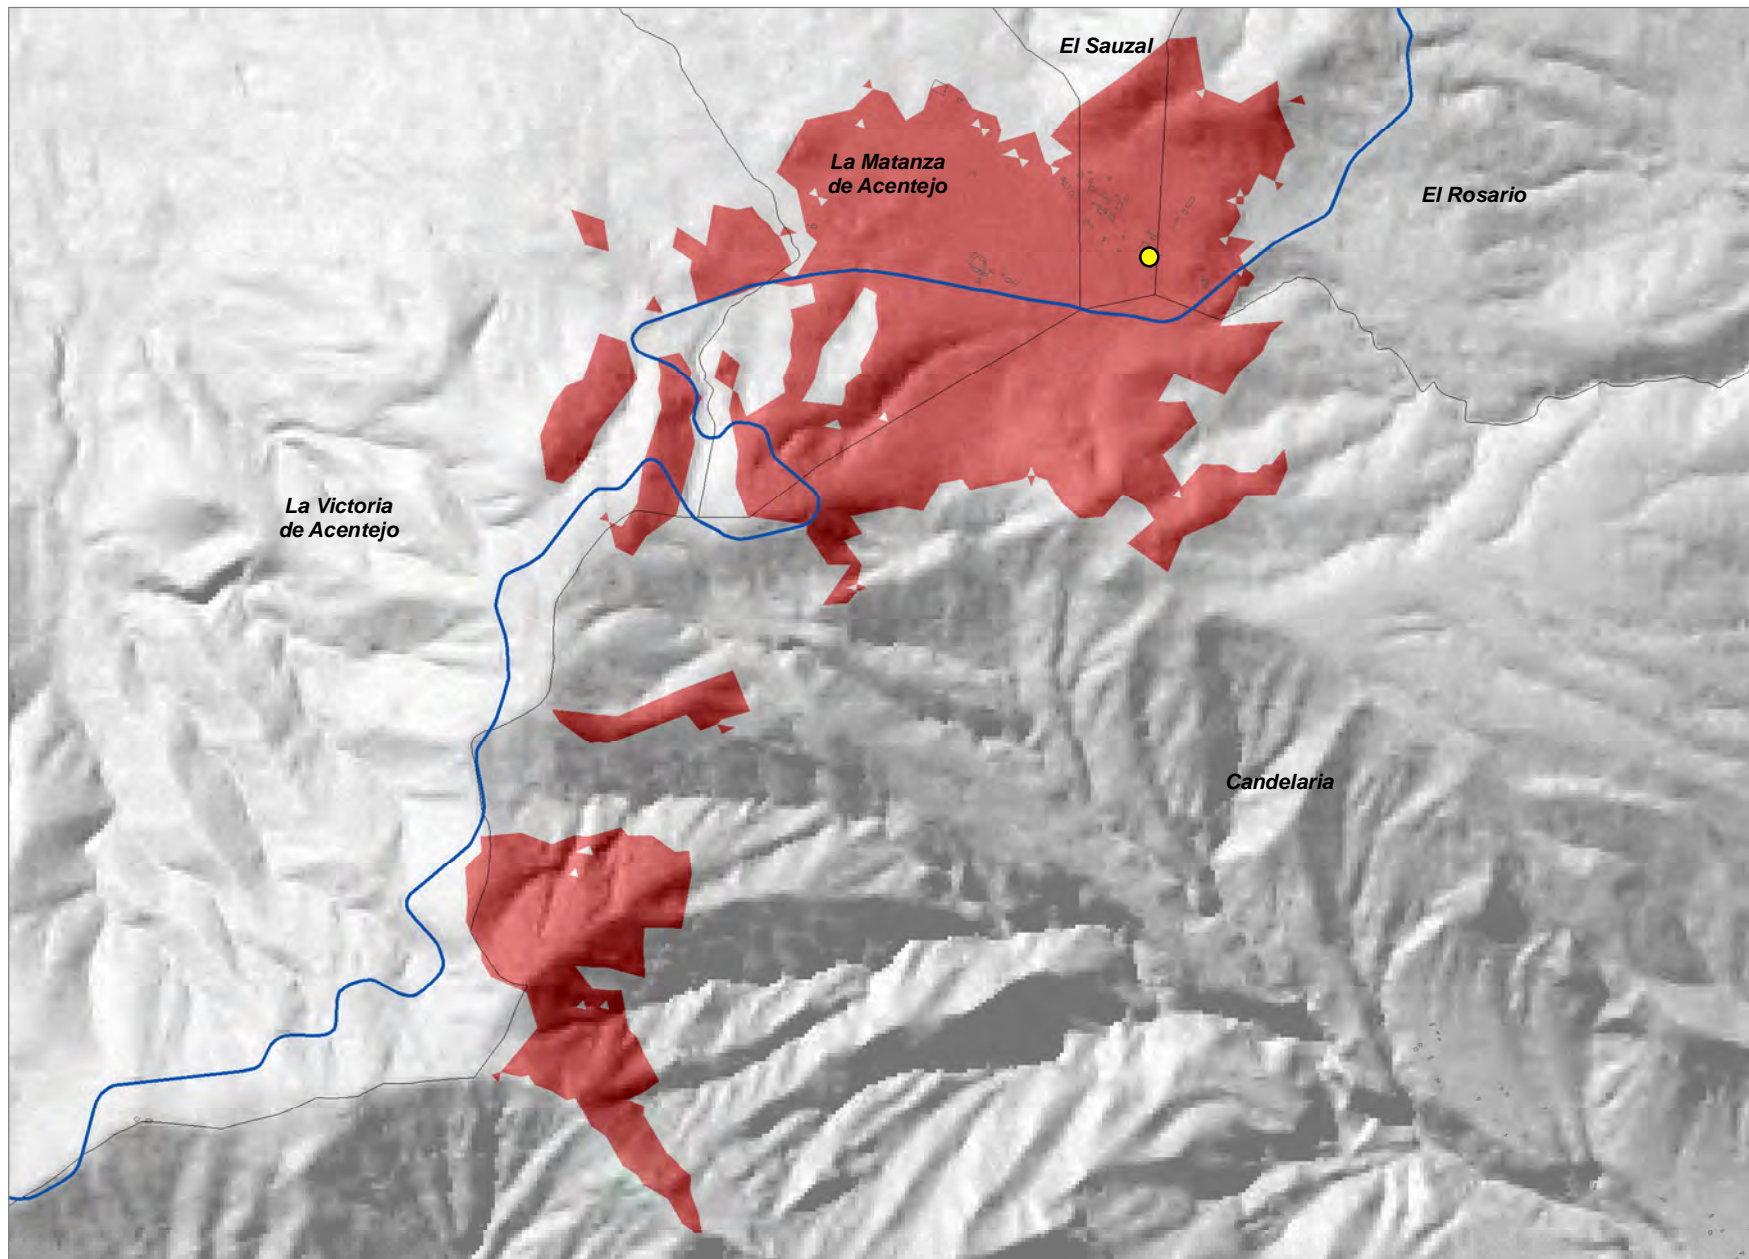 El Sauzal
La Matanza
de Acentejo
El Rosario
La Victoria
de Acentejo
Candelaria